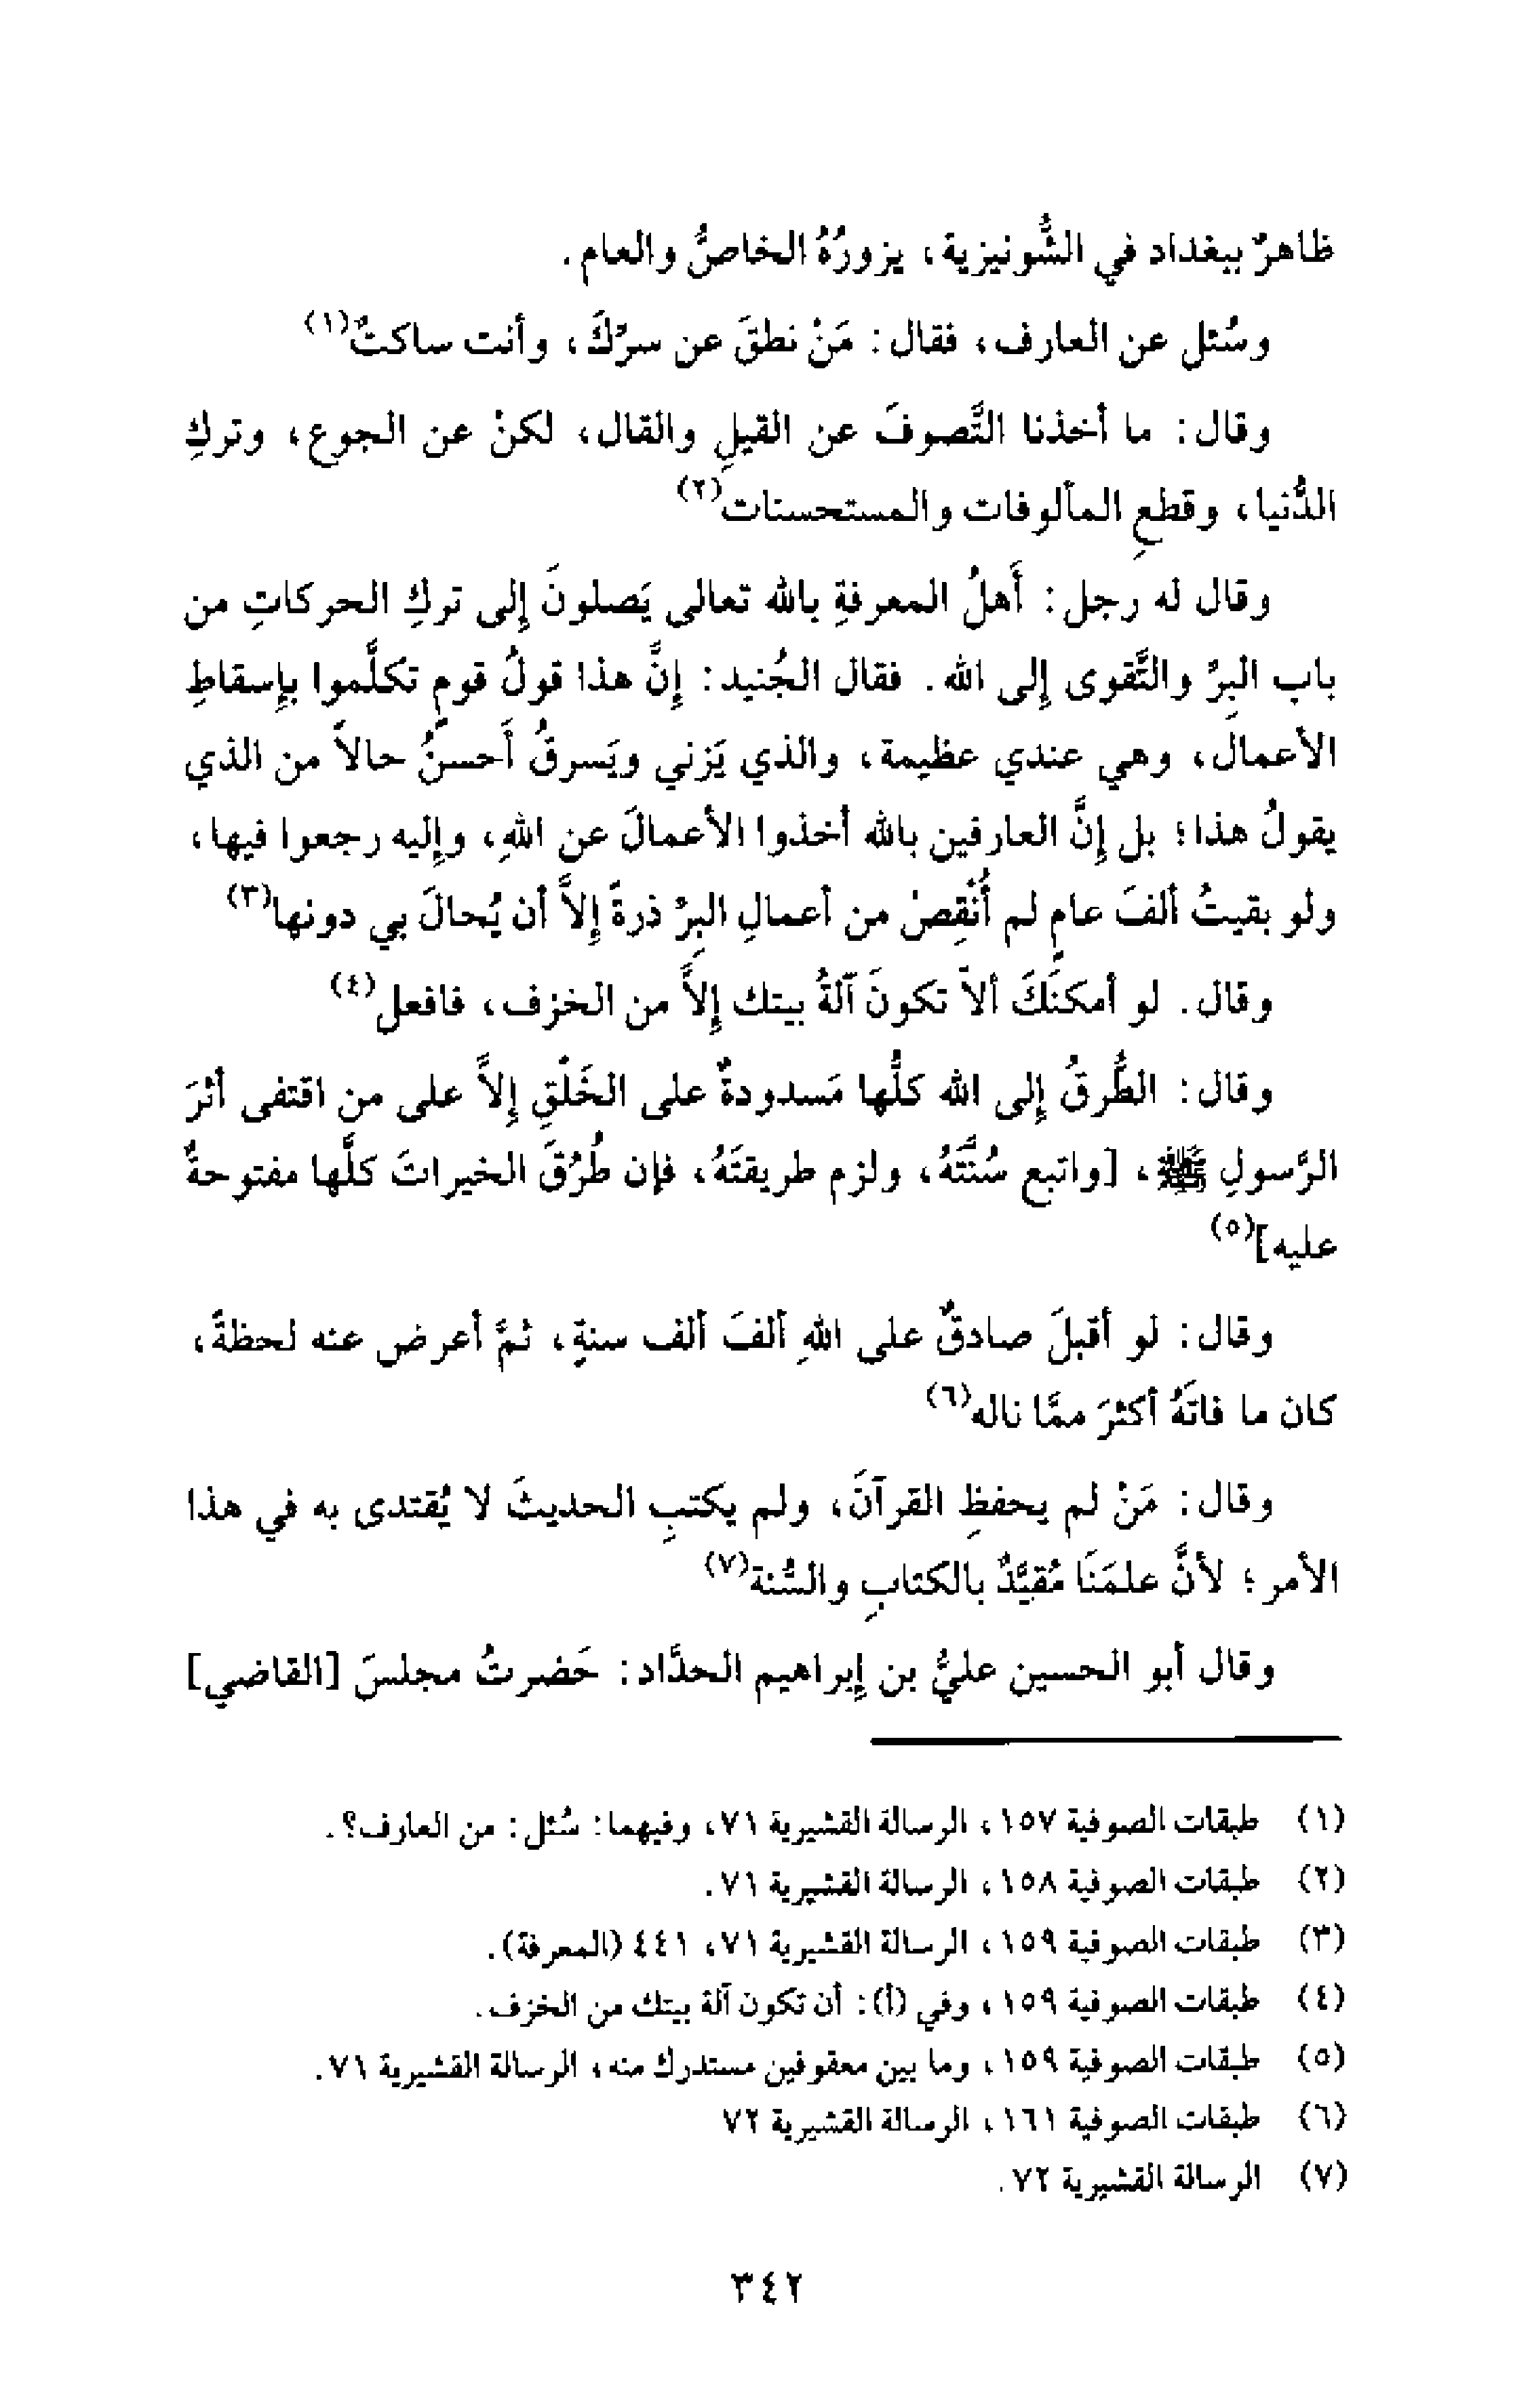 ظاهرٌ ببغداد في الشُّونيزية، يزورُهُ الخاصُّ والعام.
وسُئل عن العارف، فقال: مَنْ نطقَ عن سرِّكَ، وأنت ساكتٌ(١)
وقال: ما أخذنا التَّصوفَ عن القيلِ والقال، لكنْ عن الجوع، وتركِ
الدُّنيا، وقطعِ المألوفات والمستحسنات(٢)
وقال له رجل: أَهلُ المعرفةِ بالله تعالى يَصلونَ إلى تركِ الحركاتِ من
باب البِرِّ والتَّقوى إلى الله. فقال الجُنيد: إنَّ هذا قولُ قومٍ تكلَّموا بإسقاطِ
الأعمالَ، وهي عندي عظيمة، والذي يَزني ويَسرقُ أَحسنُ حالاً من الذي
يقولُ هذا؛ بل إنَّ العارفين بالله أخذوا الأعمالَ عن اللهِ، وإليه رجعوا فيها،
ولو بقيتُ ألفَ عامٍ لم أُنْقِصْ من أعمالِ البِرِّ ذرةً إلاَّ أن يُحالَ بي دونها(٣)
وقال. لو أمكنَكَ ألاَّ تكونَ آلةُ بيتك إلاَّ من الخزف، فافعل(٤)
وقال: الطُّرقُ إلى الله كلُّها مَسدودةٌ على الخَلْقِ إلاَّ على من اقتفى أثرَ
الرَّسولِ ﷺ، [واتبع سُنَّتَهُ، ولزم طريقتَهُ، فإن طُرُقَ الخيراتَ كلَّها مفتوحةٌ
عليه](٥)
وقال: لو أقبلَ صادقٌ على اللهِ ألفَ ألف سنةٍ، ثمَّ أعرض عنه لحظةً،
كان ما فاتَهُ أكثرَ ممَّا ناله(٦)
وقال: مَنْ لم يحفظِ القرآنَ، ولم يكتبِ الحديثَ لا يُقتدى به في هذا
الأمر؛ لأنَّ علمَنَا مُقيَّدٌ بالكتابِ والسُّنة(٧)
وقال أبو الحسين عليُّ بن إبراهيم الحدَّاد: حَضرتُ مجلسَ [القاضي]
(١) طبقات الصوفية ١٥٧، الرسالة القشيرية ٧١، وفيهما: سُئل: من العارف؟.
(٢) طبقات الصوفية ١٥٨، الرسالة القشيرية ٧١.
(٣) طبقات الصوفية ١٥٩، الرسالة القشيرية ٧١، ٤٤١ (المعرفة).
(٤) طبقات الصوفية ١٥٩، وفي (أ): أن تكون آلة بيتك من الخزف.
(٥) طبقات الصوفية ١٥٩، وما بين معقوفين مستدرك منه، الرسالة القشيرية ٧١.
(٦) طبقات الصوفية ١٦١، الرسالة القشيرية ٧٢
(٧) الرسالة القشيرية ٧٢.
٣٤٢